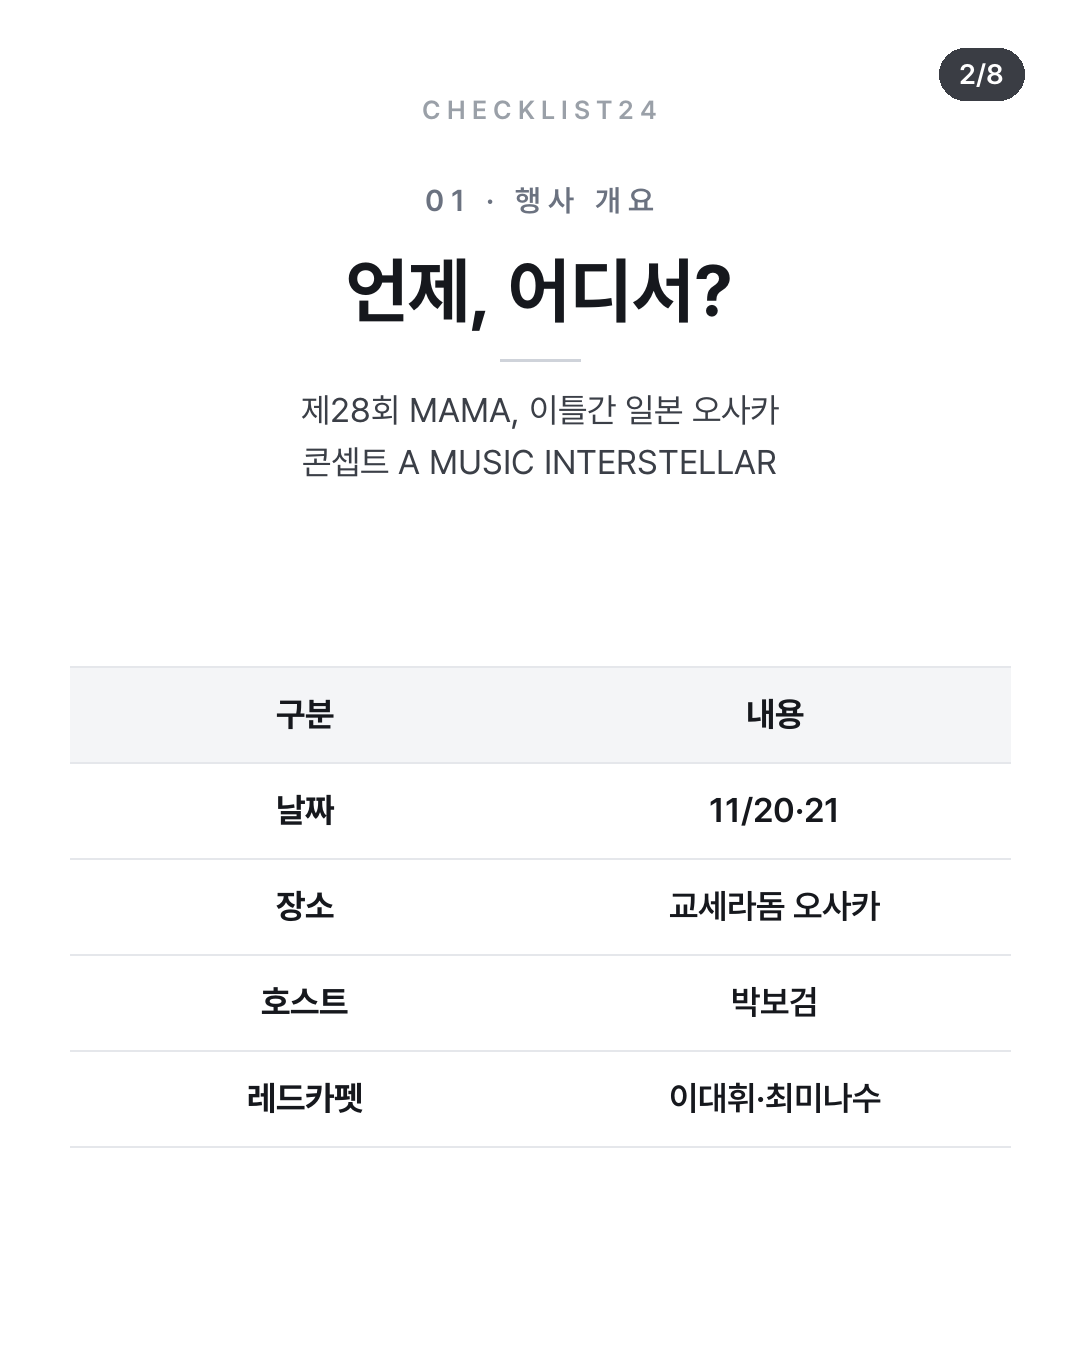 2/8
CHECKLIST24
01 · 행사 개요
언제, 어디서?
제28회 MAMA, 이틀간 일본 오사카
콘셉트 A MUSIC INTERSTELLAR
구분 내용
날짜 11/20·21
장소 교세라돔 오사카
호스트 박보검
레드카펫 이대휘·최미나수